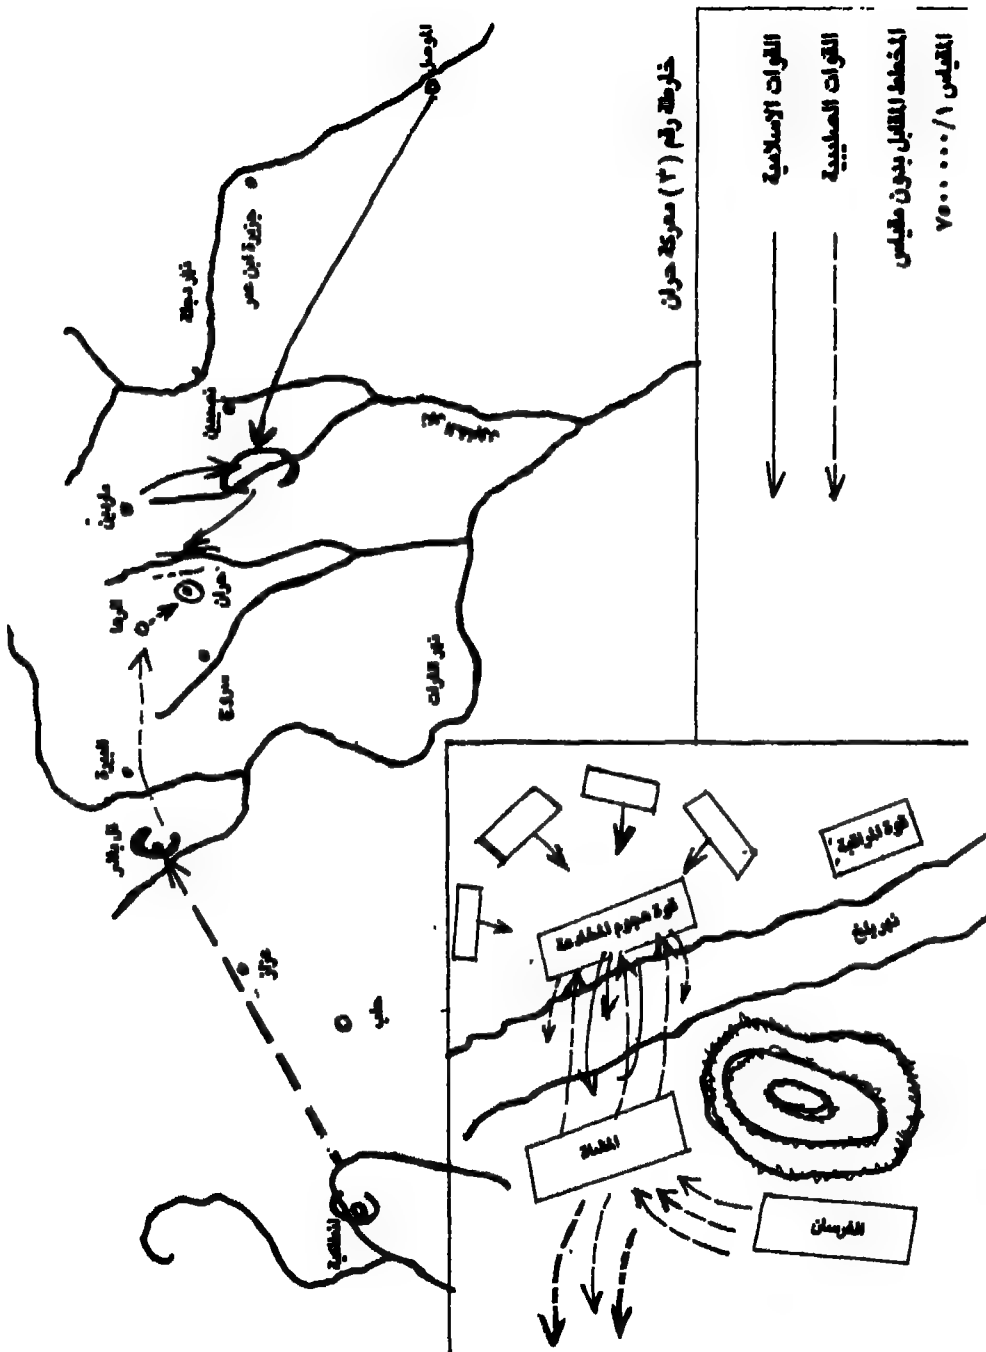 المقياس ١/٧٥٠٠٠٠٠
المخطط المقابل بدون مقياس
القوات الصليبية
القوات الاسلامية
خارطة رقم (٣) معركة حران
الموصل
جزيرة ابن عمر
نهر دجلة
نصيبين
ماردين
حران
الرها
سروج
نهر الفرات
البيرة
تل باشر
عزاز
حلب
انطاكية
قوة المراقبة
نهر بليخ
قوة هجوم المخادعة
المشاة
الفرسان